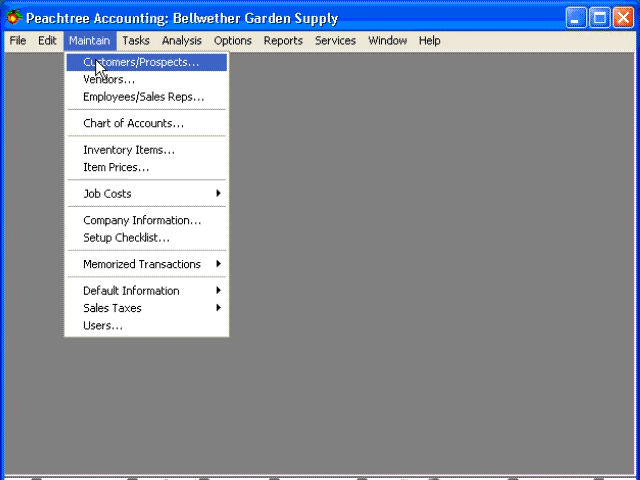 Peachtree Accounting: Bellwether Garden Supply
File Edit Maintain Tasks Analysis Options Reports Services Window Help
Customers/Prospects...
Vendors...
Employees/Sales Reps...
Chart of Accounts...
Inventory Items...
Item Prices...
Job Costs
Company Information...
Setup Checklist...
Memorized Transactions
Default Information
Sales Taxes
Users...